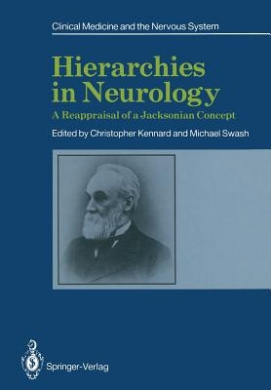 Clinical Medicine and the Nervous System
Hierarchies
in Neurology
A Reappraisal of a Jacksonian Concept
Edited by Christopher Kennard and Michael Swash
Springer-Verlag